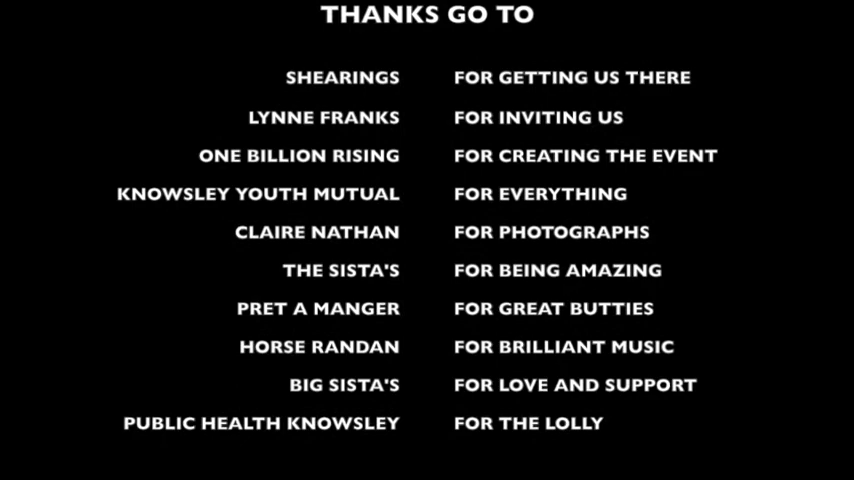 THANKS GO TO
SHEARINGS FOR GETTING US THERE
LYNNE FRANKS FOR INVITING US
ONE BILLION RISING FOR CREATING THE EVENT
KNOWSLEY YOUTH MUTUAL FOR EVERYTHING
CLAIRE NATHAN FOR PHOTOGRAPHS
THE SISTA'S FOR BEING AMAZING
PRET A MANGER FOR GREAT BUTTIES
HORSE RANDAN FOR BRILLIANT MUSIC
BIG SISTA'S FOR LOVE AND SUPPORT
PUBLIC HEALTH KNOWSLEY FOR THE LOLLY